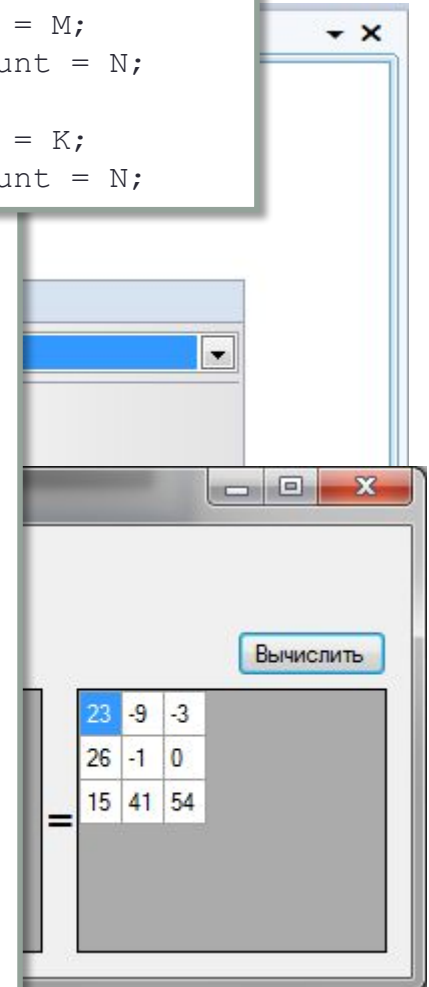 = M;
unt = N;
= K;
unt = N;
Вычислить
23 -9 -3
26 -1 0
15 41 54
=